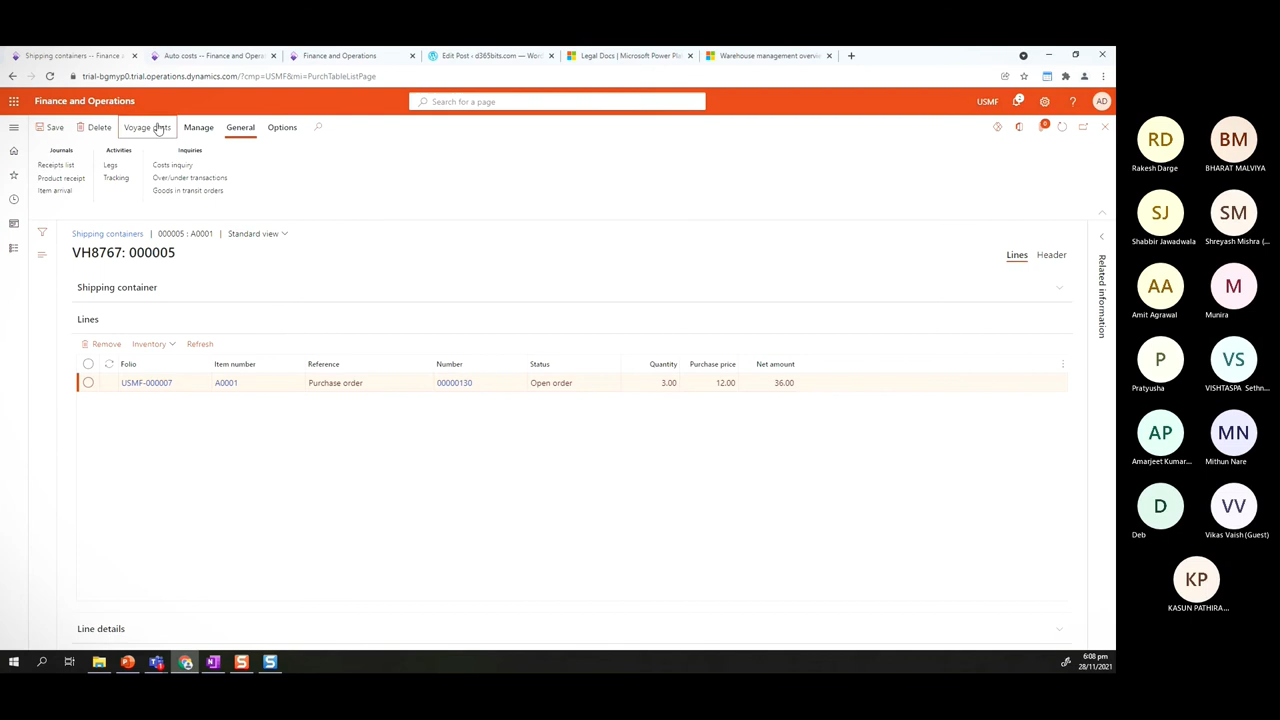 Shipping containers -- Finance a
Auto costs -- Finance and Opera
Finance and Operations
Edit Post ‹ d365bits.com — Word
Legal Docs | Microsoft Power Pla
Warehouse management overview
trial-bgmyp0.trial.operations.dynamics.com/?cmp=USMF&mi=PurchTableListPage
Finance and Operations
Search for a page
USMF
AD
Save
Delete
Manage
General
Options
Journals
Activities
Inquiries
Receipts list
Legs
Costs inquiry
Product receipt
Tracking
Over/under transactions
Item arrival
Goods in transit orders
Shipping containers | 000005 : A0001 | Standard view
VH8767: 000005
Lines
Header
Shipping container
Related information
Lines
Remove
Inventory
Refresh
Folio Item number Reference Number Status Quantity Purchase price Net amount
USMF-000007 A0001 Purchase order 00000130 Open order 3.00 12.00 36.00
Line details
6:08 pm
28/11/2021
RD
Rakesh Darge
BM
BHARAT MALVIYA
SJ
Shabbir Jawadwala
SM
Shreyash Mishra (...
AA
Amit Agrawal
M
Munira
P
Pratyusha
VS
VISHTASPA Sethn...
AP
Amarjeet Kumar...
MN
Mithun Nare
D
Deb
VV
Vikas Vaish (Guest)
KP
KASUN PATHIRA...